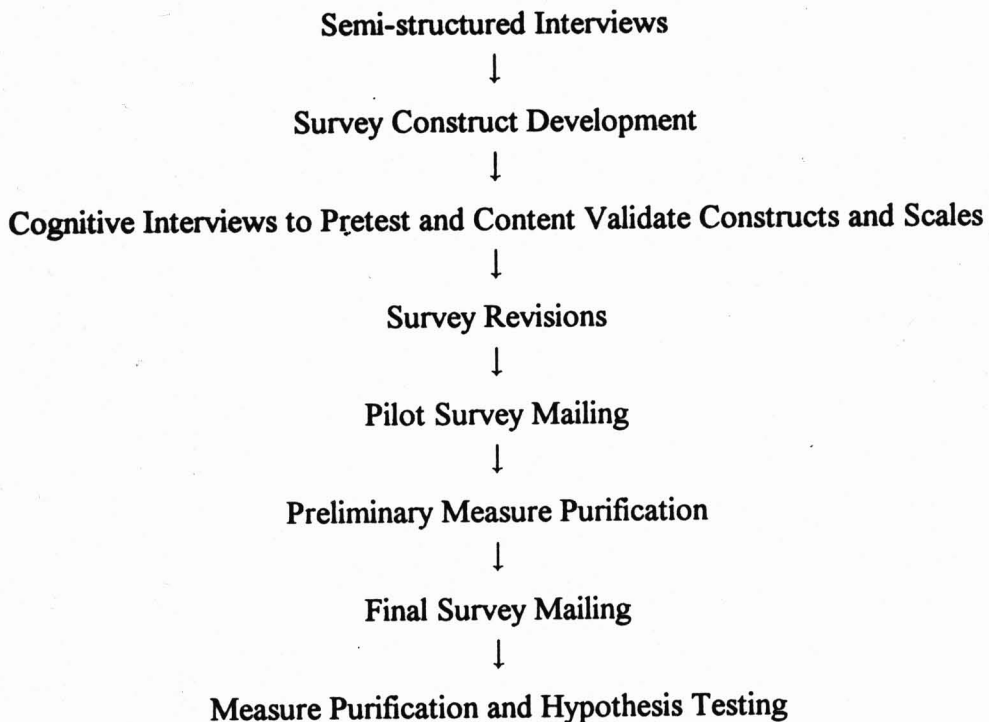 Semi-structured Interviews
↓
Survey Construct Development
↓
Cognitive Interviews to Pretest and Content Validate Constructs and Scales
↓
Survey Revisions
↓
Pilot Survey Mailing
↓
Preliminary Measure Purification
↓
Final Survey Mailing
↓
Measure Purification and Hypothesis Testing